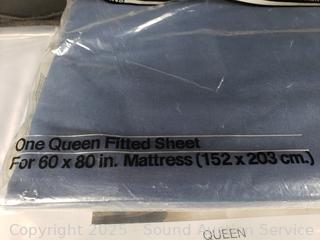 One Queen Fitted Sheet
For 60 x 80 in. Mattress (152 x 203 cm.)
QUEEN
Copyright 2025 - Sound Auction Service